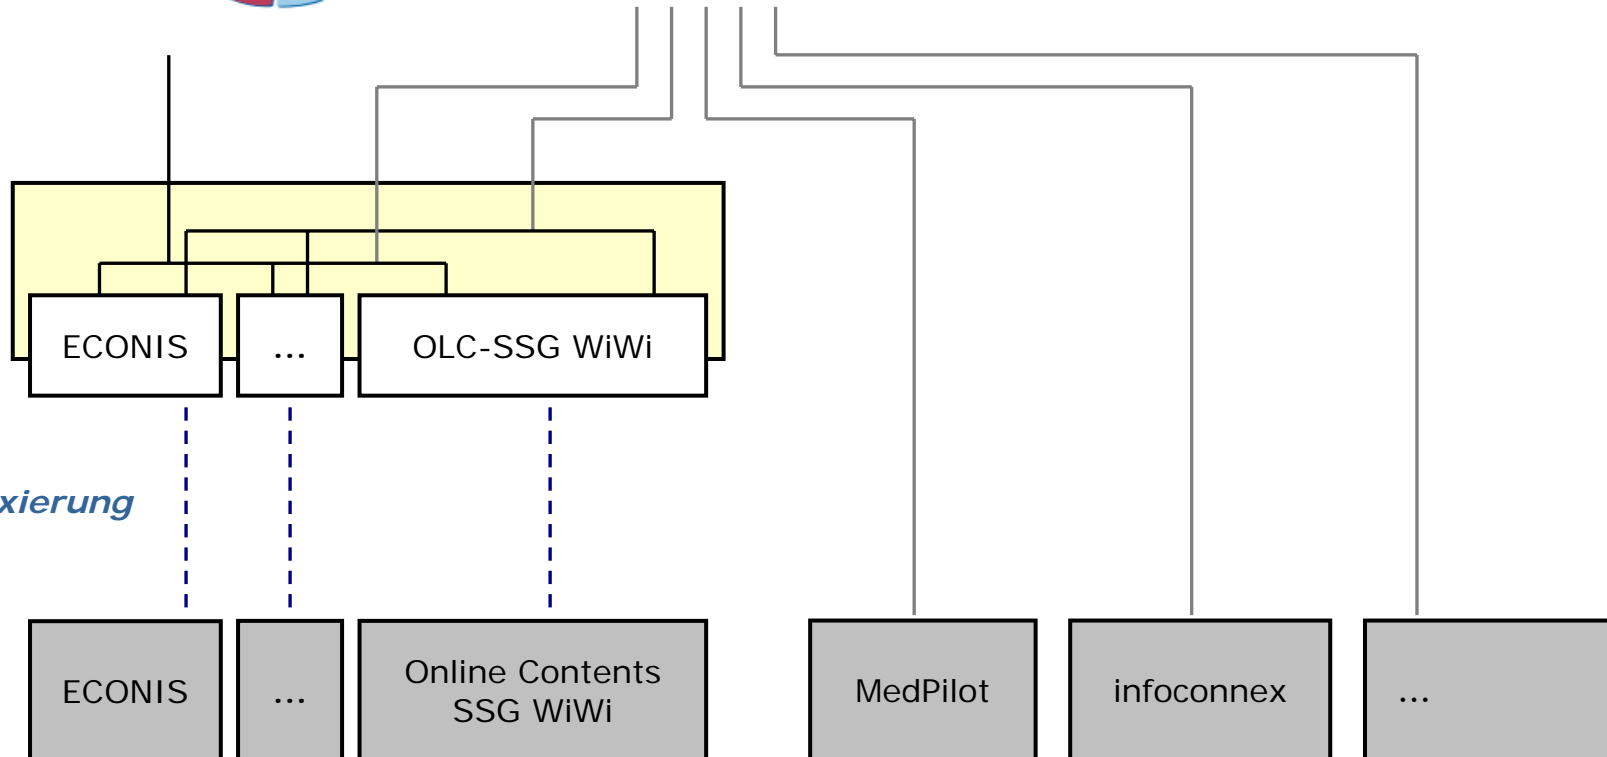 ECONIS
...
OLC-SSG WiWi
xierung
ECONIS
...
Online Contents
SSG WiWi
MedPilot
infoconnex
...